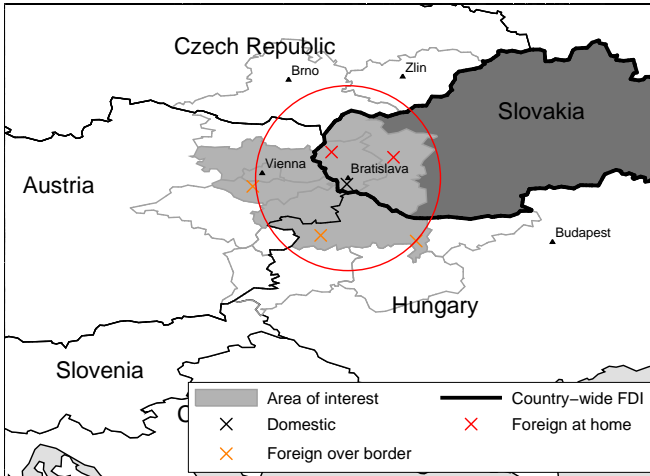 Czech Republic
Brno
Zlin
Slovakia
Vienna
Bratislava
Austria
Budapest
Hungary
Slovenia
Area of interest
Country−wide FDI
Domestic
Foreign at home
Foreign over border